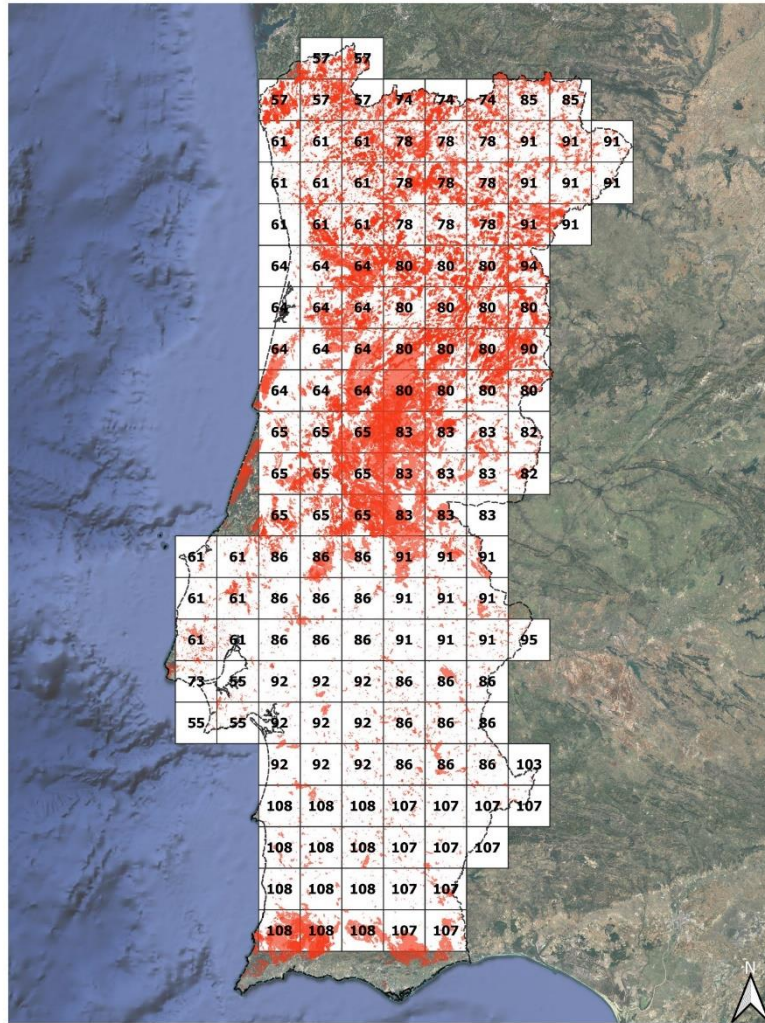 57 57
57 57 57 74 74 74 85 85
61 61 61 78 78 78 91 91 91
61 61 61 78 78 78 91 91 91
61 61 61 78 78 78 91 91
64 64 64 80 80 80 94
64 64 64 80 80 80 80
64 64 64 80 80 80 90
64 64 64 80 80 80 80
65 65 65 83 83 83 82
65 65 65 83 83 83 82
65 65 65 83 83 83
61 61 86 86 86 91 91 91
61 61 86 86 86 91 91 91
61 61 86 86 86 91 91 91 95
73 55 92 92 92 86 86 86
55 55 92 92 92 86 86 86
92 92 92 86 86 86 103
108 108 108 107 107 107 107
108 108 108 107 107 107
108 108 108 107 107
108 108 108 107 107
N